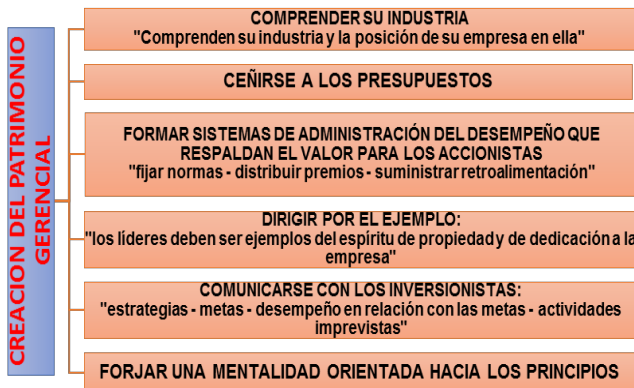 CREACION DEL PATRIMONIO
GERENCIAL
COMPRENDER SU INDUSTRIA
"Comprenden su industria y la posición de su empresa en ella"
CEÑIRSE A LOS PRESUPUESTOS
FORMAR SISTEMAS DE ADMINISTRACIÓN DEL DESEMPEÑO QUE
RESPALDAN EL VALOR PARA LOS ACCIONISTAS
"fijar normas - distribuir premios - suministrar retroalimentación"
DIRIGIR POR EL EJEMPLO:
"los líderes deben ser ejemplos del espíritu de propiedad y de dedicación a la
empresa"
COMUNICARSE CON LOS INVERSIONISTAS:
"estrategias - metas - desempeño en relación con las metas - actividades
imprevistas"
FORJAR UNA MENTALIDAD ORIENTADA HACIA LOS PRINCIPIOS